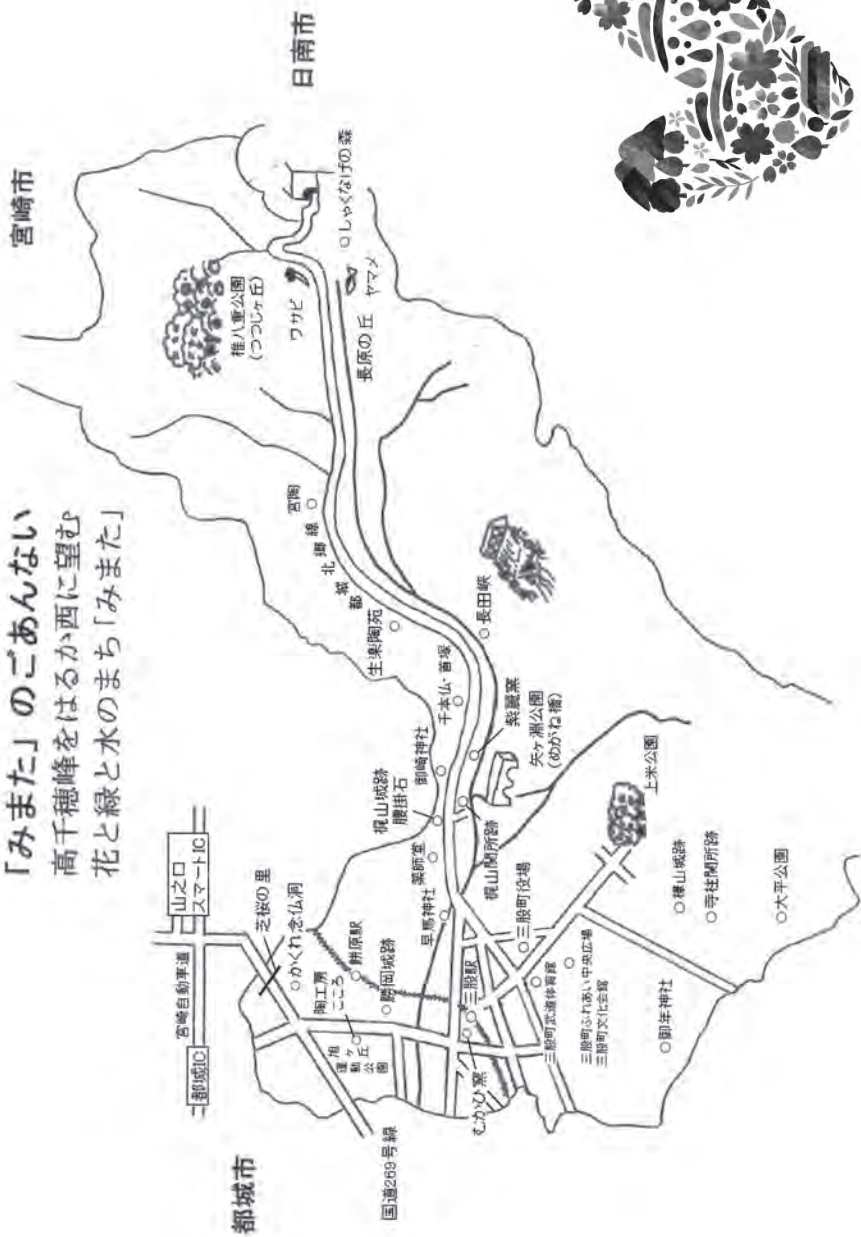 「みまた」のごあんない
高千穂峰をはるか西に望む
花と緑と水のまち「みまた」
宮崎市
日南市
都城市
山之口
スマートIC
宮崎自動車道
都城IC
国道269号線
芝桜の里
かくれ念仏洞
餅原駅
陶工房
こころ
旭ヶ丘
運動公園
勝岡城跡
早馬神社
薬師堂
梶山城跡
腰掛石
御崎神社
千本仏・首塚
生楽陶苑
都城北郷線
宮陶
椎八重公園
(つつじヶ丘)
ワサビ
しゃくなげの森
ヤマメ
長原の丘
長田峡
紫麗窯
矢ヶ淵公園
(めがね橋)
梶山関所跡
三股町役場
三股駅
むかひ窯
三股町武道体育館
三股町ふれあい中央広場
三股町文化会館
上米公園
樺山城跡
寺柱関所跡
大平公園
御年神社